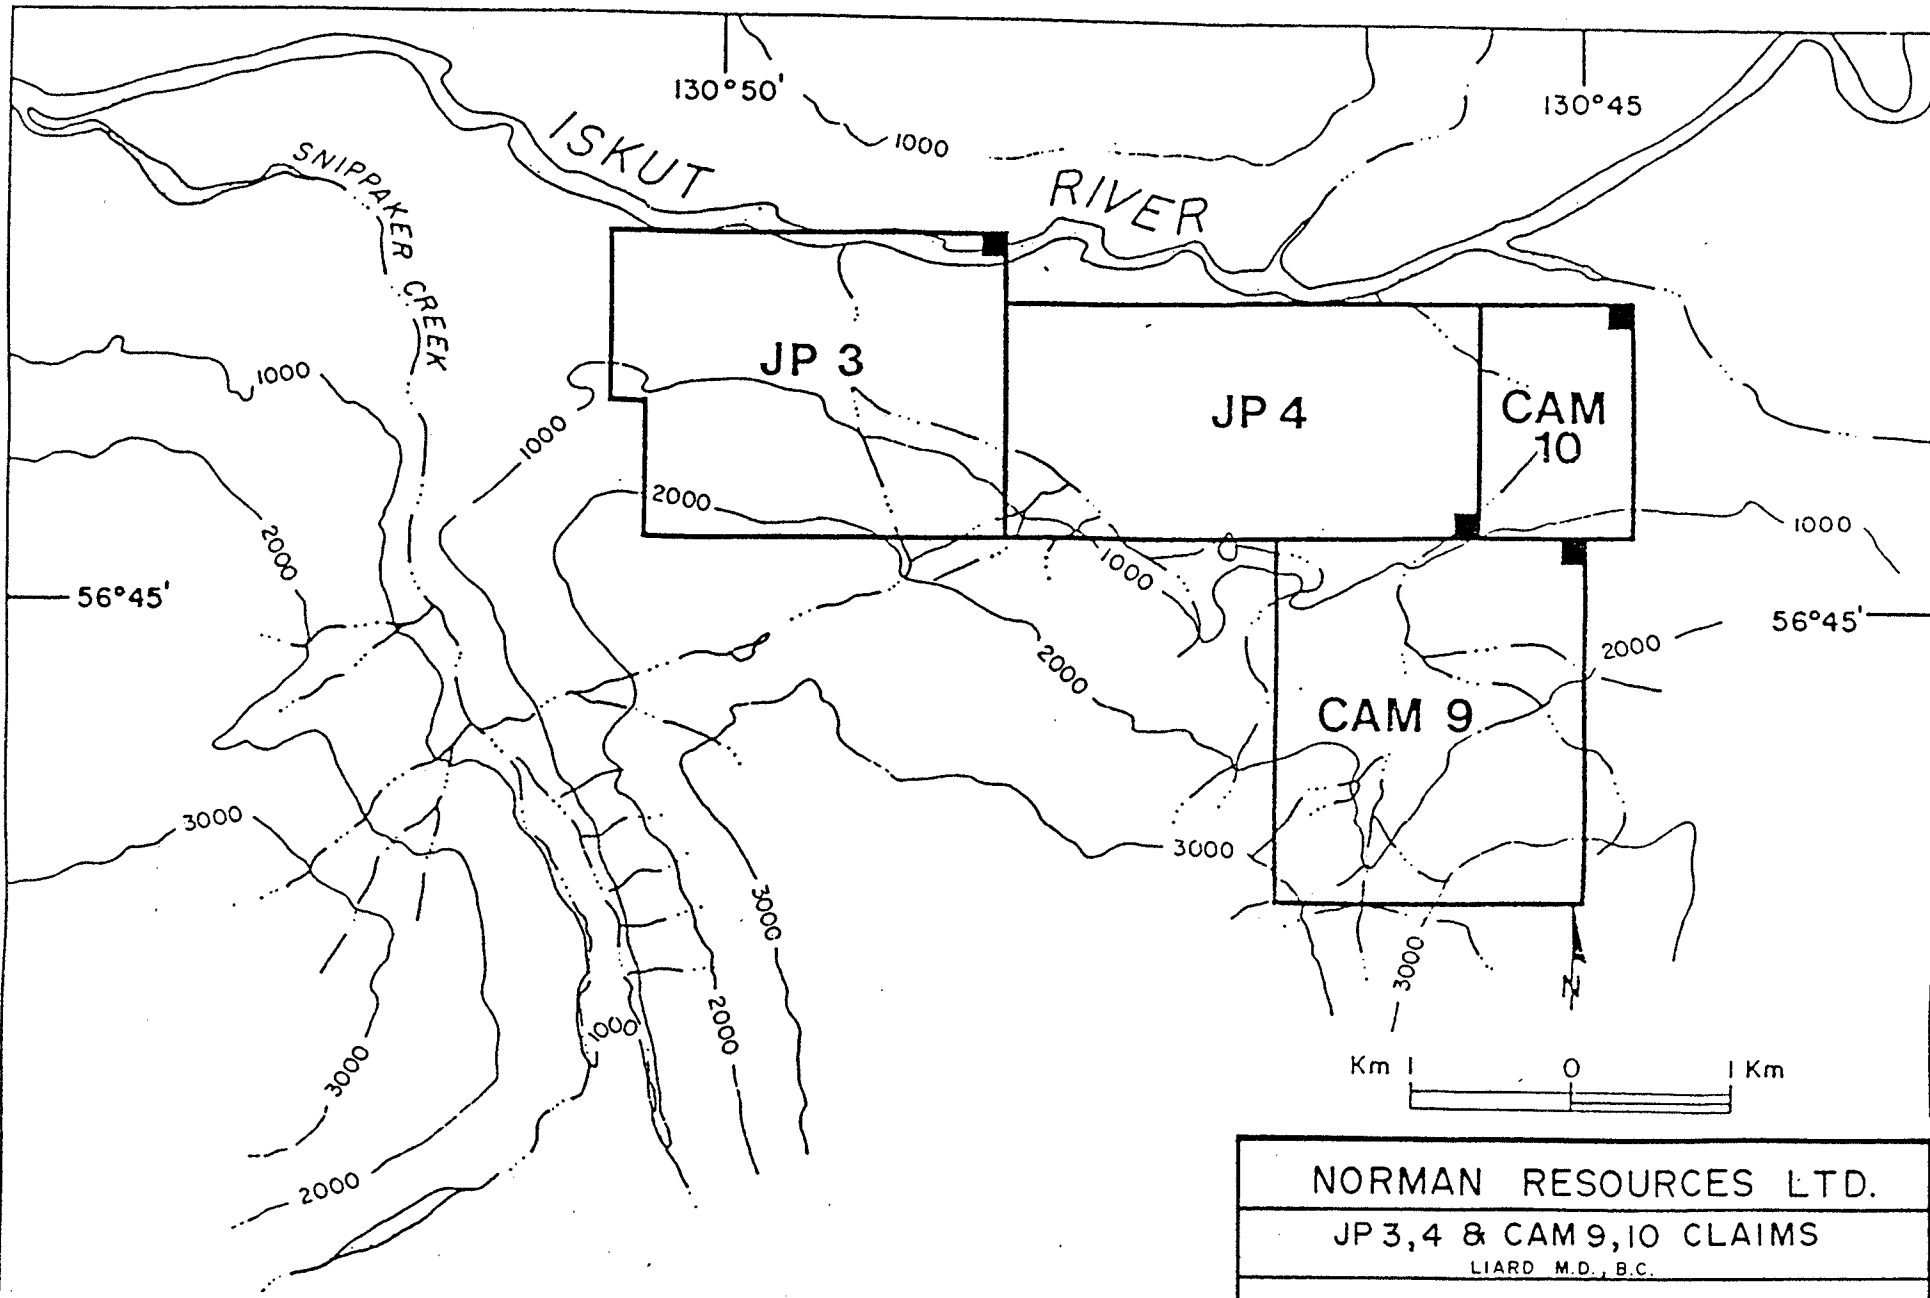 130°50'
130°45
ISKUT RIVER
SNIPPAKER CREEK
1000
JP 3
JP 4
CAM
10
1000
1000
2000
2000
1000
1000
56°45'
56°45'
2000
2000
CAM 9
3000
3000
3000
3000
2000
1000
3000
2000
N
Km 1 0 1 Km
NORMAN RESOURCES LTD.
JP 3,4 & CAM 9,10 CLAIMS
LIARD M.D., B.C.